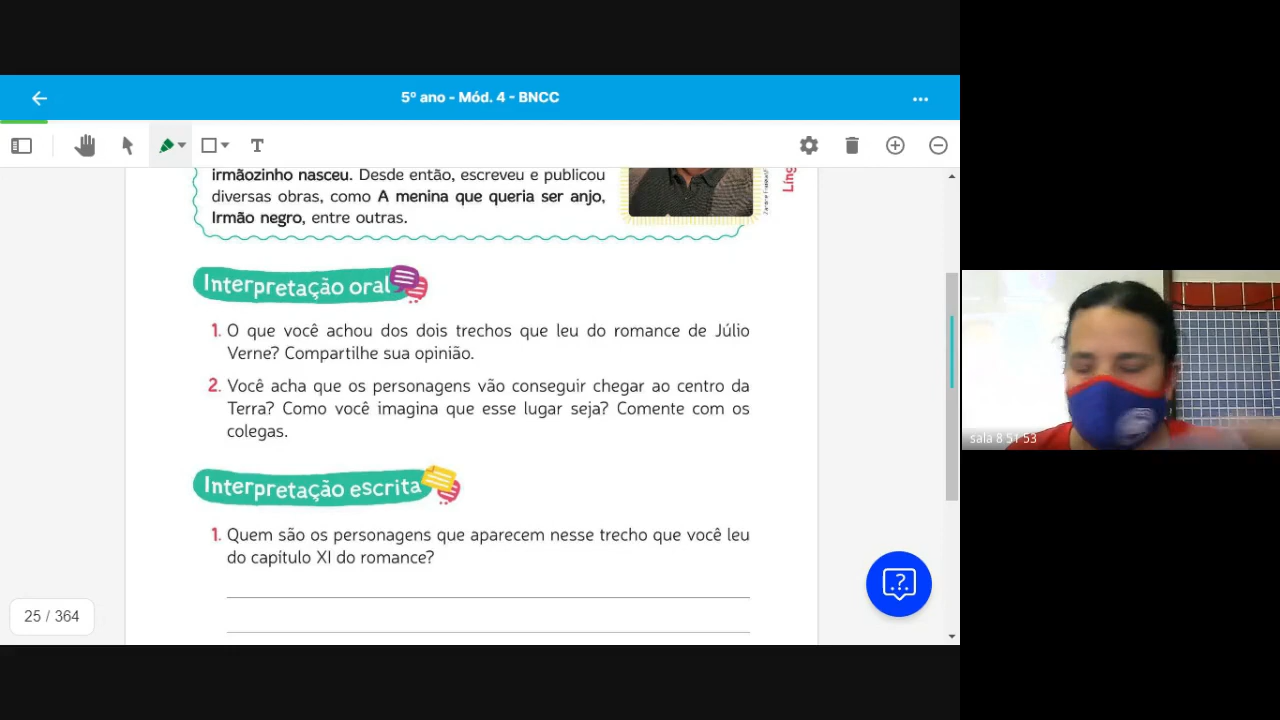 5º ano - Mód. 4 - BNCC
irmãozinho nasceu. Desde então, escreveu e publicou
diversas obras, como A menina que queria ser anjo,
Irmão negro, entre outras.
Líng
Interpretação oral
1. O que você achou dos dois trechos que leu do romance de Júlio
Verne? Compartilhe sua opinião.
2. Você acha que os personagens vão conseguir chegar ao centro da
Terra? Como você imagina que esse lugar seja? Comente com os
colegas.
Interpretação escrita
1. Quem são os personagens que aparecem nesse trecho que você leu
do capítulo XI do romance?
25 / 364
sala 8 51 53